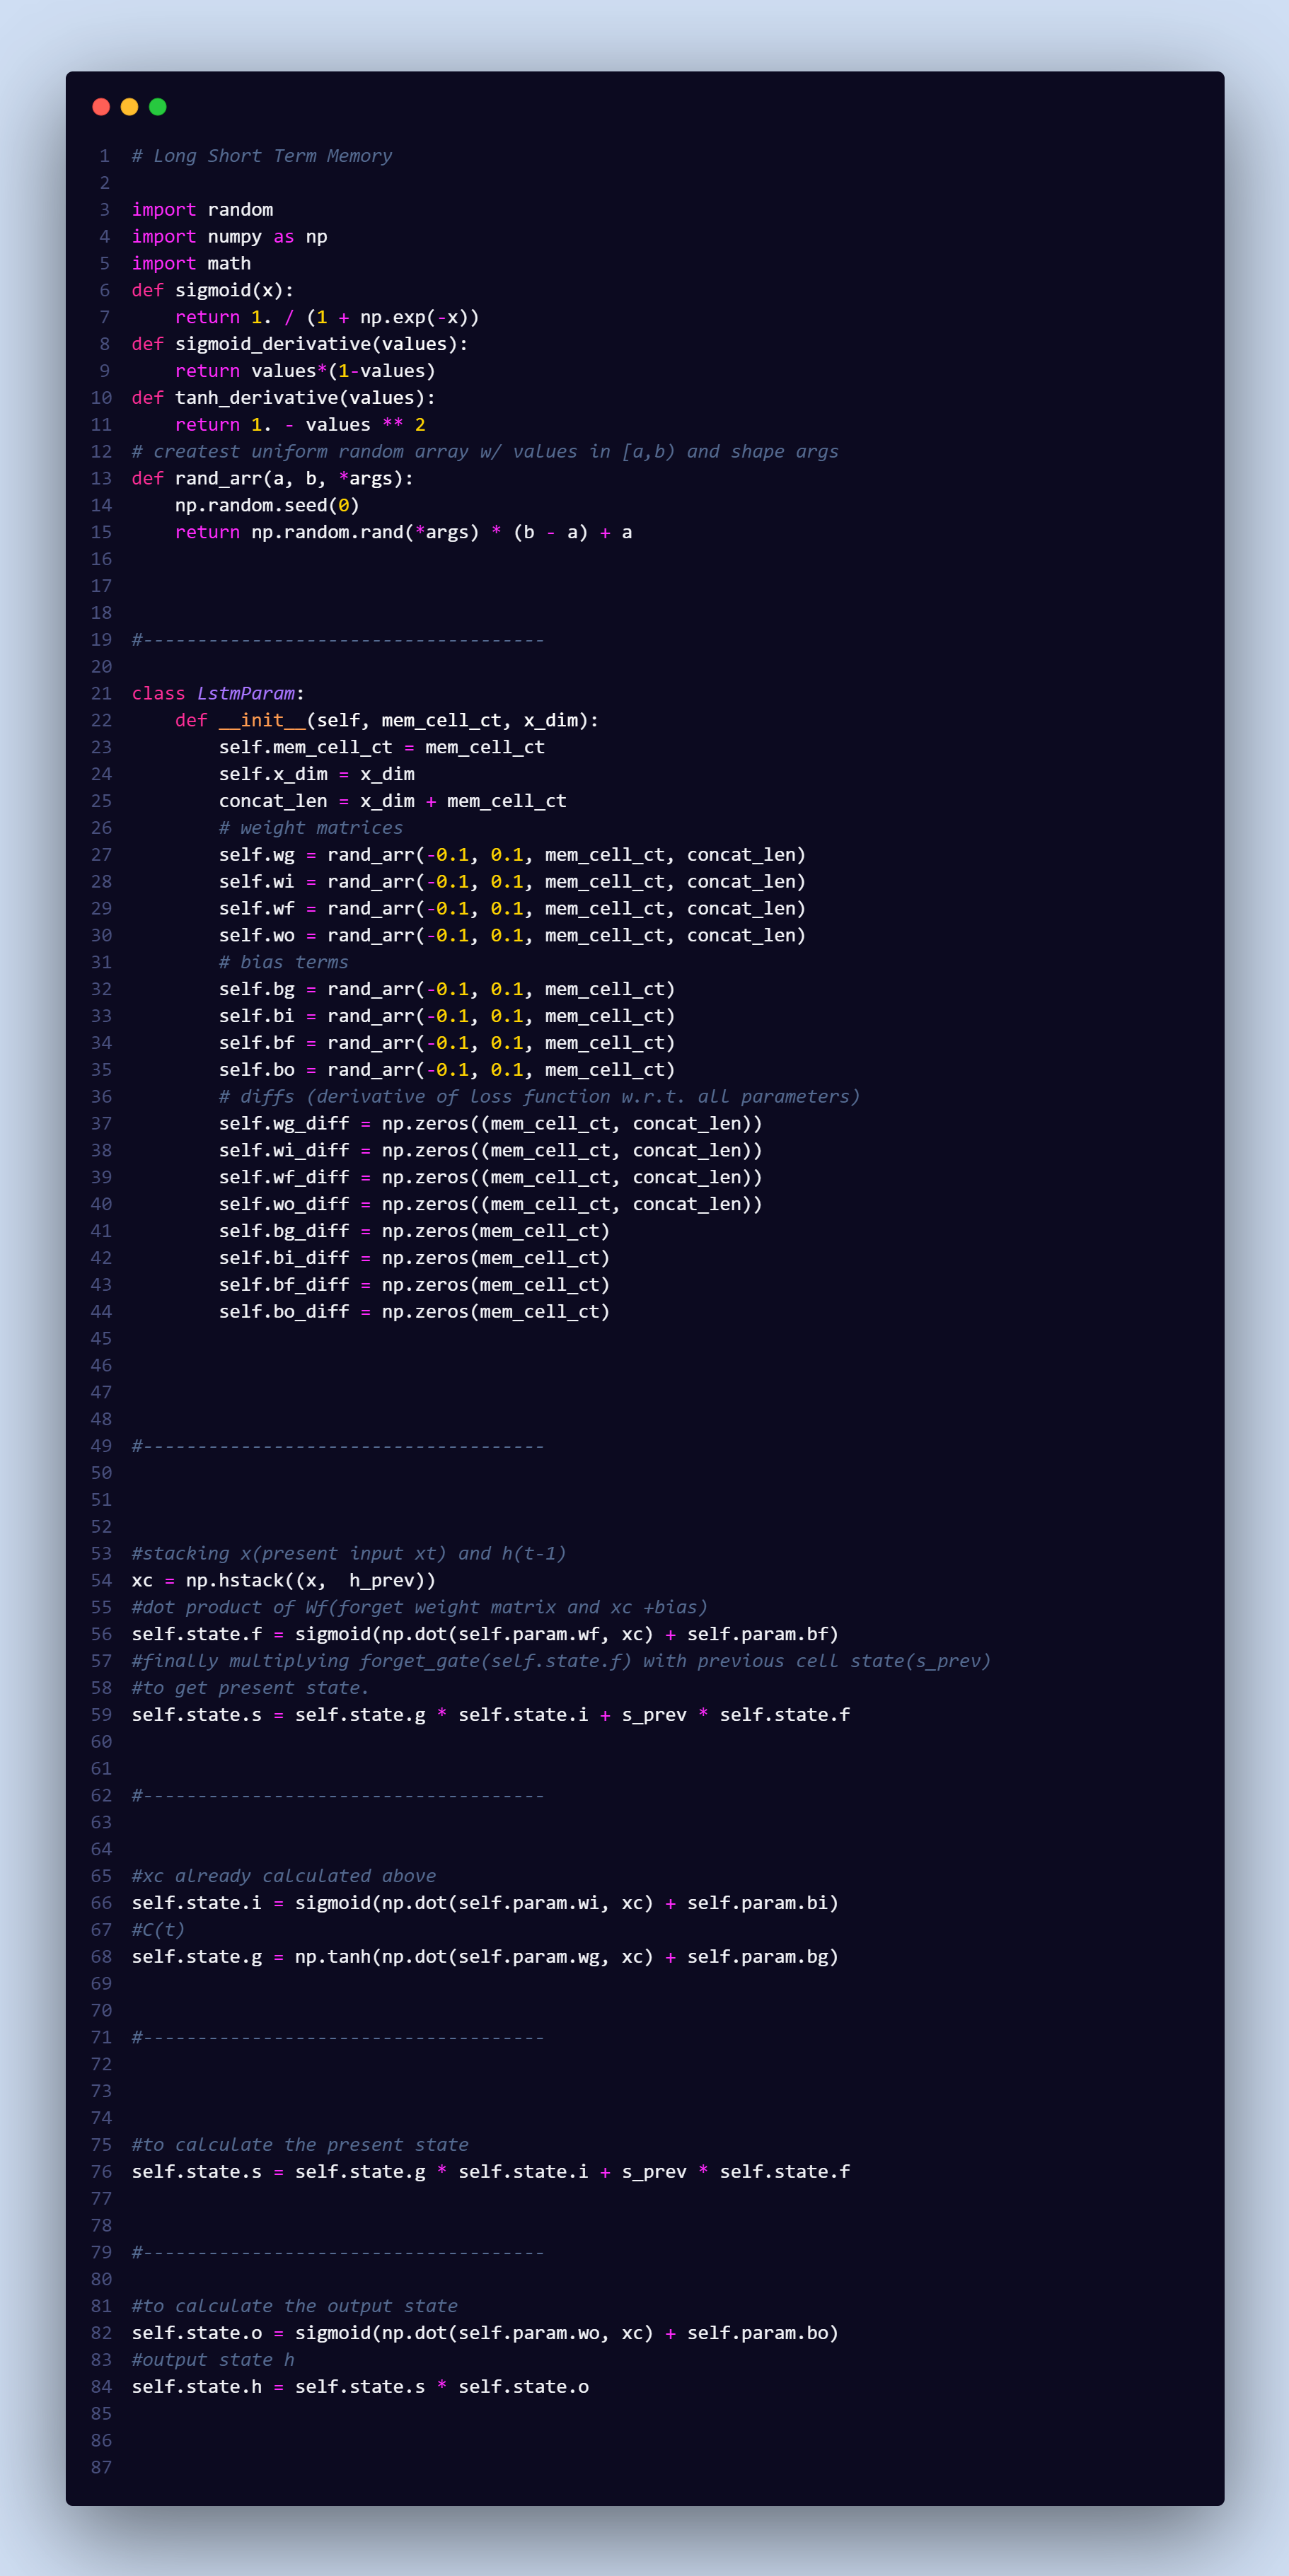 1 # Long Short Term Memory
2
3 import random
4 import numpy as np
5 import math
6 def sigmoid(x):
7     return 1. / (1 + np.exp(-x))
8 def sigmoid_derivative(values):
9     return values*(1-values)
10 def tanh_derivative(values):
11     return 1. - values ** 2
12 # createst uniform random array w/ values in [a,b) and shape args
13 def rand_arr(a, b, *args):
14     np.random.seed(0)
15     return np.random.rand(*args) * (b - a) + a
16
17
18
19 #-------------------------------------
20
21 class LstmParam:
22     def __init__(self, mem_cell_ct, x_dim):
23         self.mem_cell_ct = mem_cell_ct
24         self.x_dim = x_dim
25         concat_len = x_dim + mem_cell_ct
26         # weight matrices
27         self.wg = rand_arr(-0.1, 0.1, mem_cell_ct, concat_len)
28         self.wi = rand_arr(-0.1, 0.1, mem_cell_ct, concat_len)
29         self.wf = rand_arr(-0.1, 0.1, mem_cell_ct, concat_len)
30         self.wo = rand_arr(-0.1, 0.1, mem_cell_ct, concat_len)
31         # bias terms
32         self.bg = rand_arr(-0.1, 0.1, mem_cell_ct)
33         self.bi = rand_arr(-0.1, 0.1, mem_cell_ct)
34         self.bf = rand_arr(-0.1, 0.1, mem_cell_ct)
35         self.bo = rand_arr(-0.1, 0.1, mem_cell_ct)
36         # diffs (derivative of loss function w.r.t. all parameters)
37         self.wg_diff = np.zeros((mem_cell_ct, concat_len))
38         self.wi_diff = np.zeros((mem_cell_ct, concat_len))
39         self.wf_diff = np.zeros((mem_cell_ct, concat_len))
40         self.wo_diff = np.zeros((mem_cell_ct, concat_len))
41         self.bg_diff = np.zeros(mem_cell_ct)
42         self.bi_diff = np.zeros(mem_cell_ct)
43         self.bf_diff = np.zeros(mem_cell_ct)
44         self.bo_diff = np.zeros(mem_cell_ct)
45
46
47
48
49 #-------------------------------------
50
51
52
53 #stacking x(present input xt) and h(t-1)
54 xc = np.hstack((x,  h_prev))
55 #dot product of Wf(forget weight matrix and xc +bias)
56 self.state.f = sigmoid(np.dot(self.param.wf, xc) + self.param.bf)
57 #finally multiplying forget_gate(self.state.f) with previous cell state(s_prev)
58 #to get present state.
59 self.state.s = self.state.g * self.state.i + s_prev * self.state.f
60
61
62 #-------------------------------------
63
64
65 #xc already calculated above
66 self.state.i = sigmoid(np.dot(self.param.wi, xc) + self.param.bi)
67 #C(t)
68 self.state.g = np.tanh(np.dot(self.param.wg, xc) + self.param.bg)
69
70
71 #-------------------------------------
72
73
74
75 #to calculate the present state
76 self.state.s = self.state.g * self.state.i + s_prev * self.state.f
77
78
79 #-------------------------------------
80
81 #to calculate the output state
82 self.state.o = sigmoid(np.dot(self.param.wo, xc) + self.param.bo)
83 #output state h
84 self.state.h = self.state.s * self.state.o
85
86
87